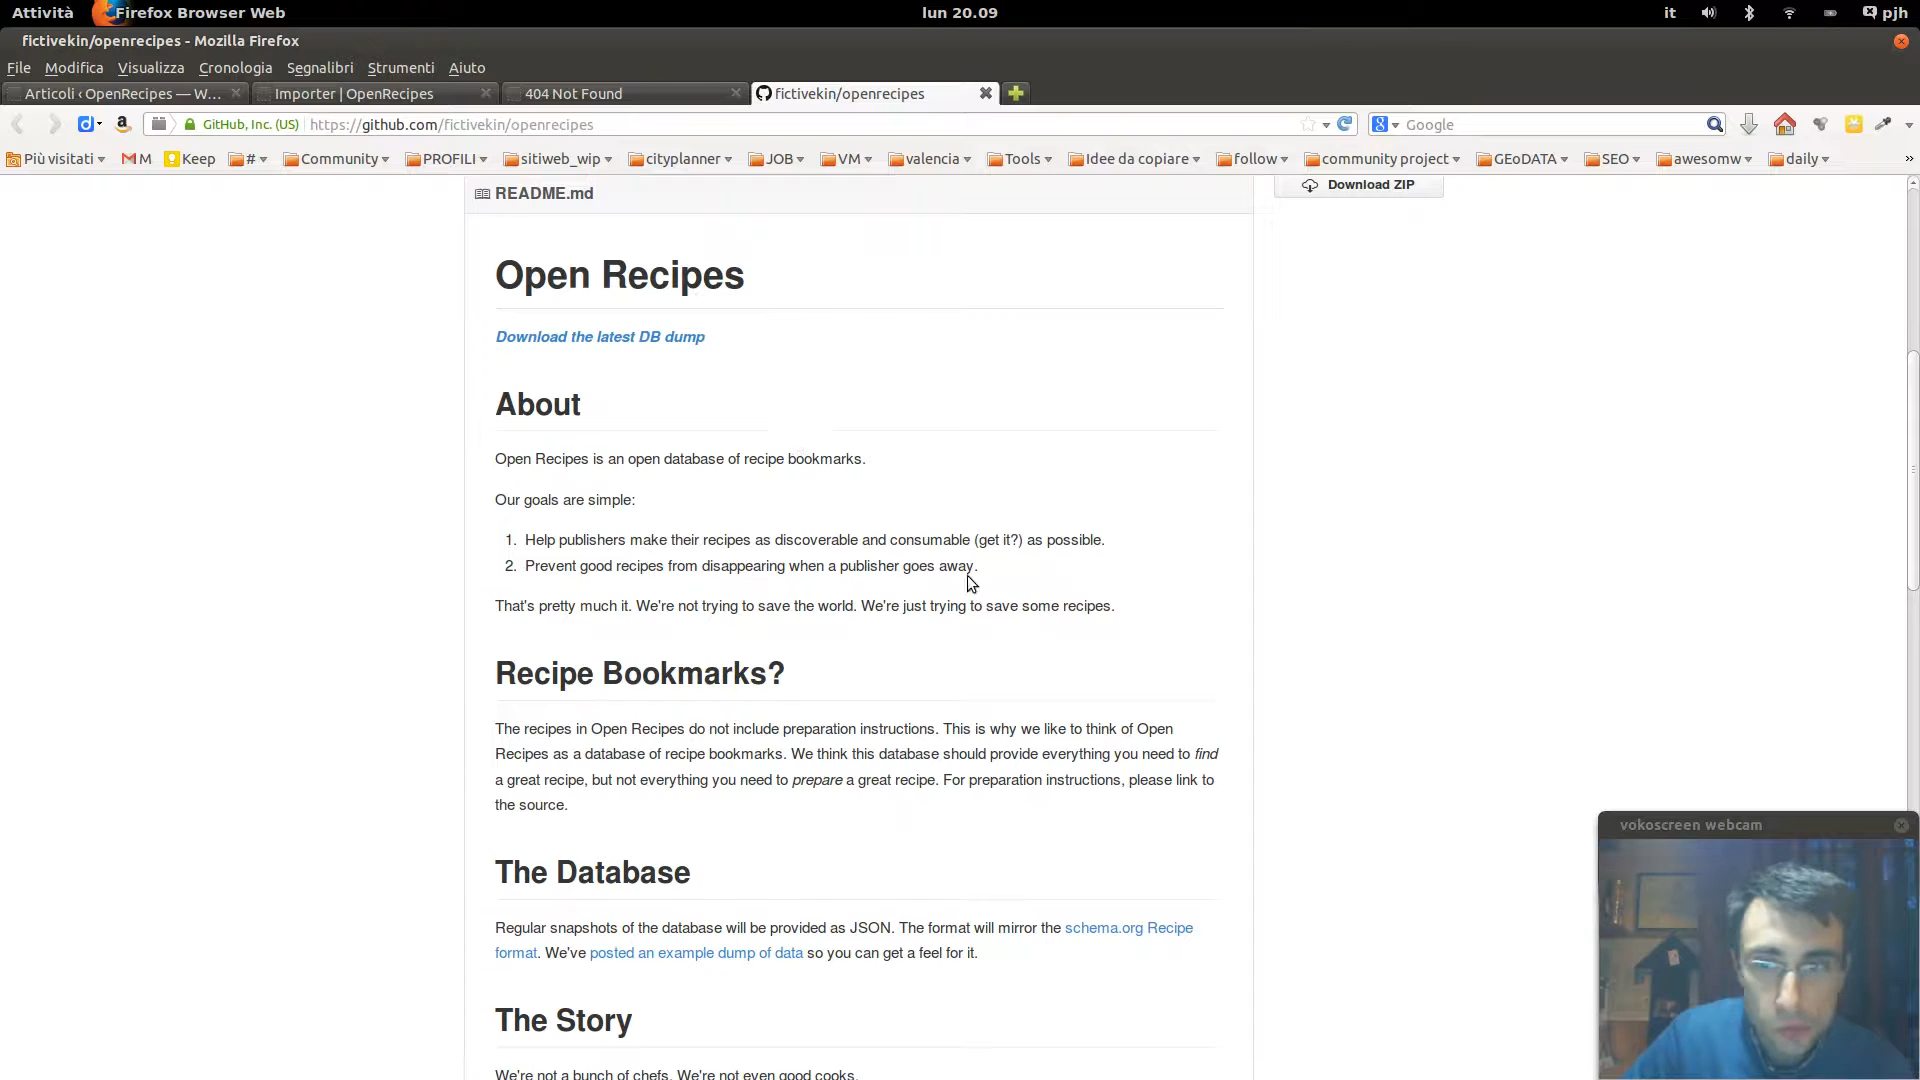 Attività Firefox Browser Web lun 20.09 it pjh
fictivekin/openrecipes - Mozilla Firefox
File Modifica Visualizza Cronologia Segnalibri Strumenti Aiuto
Articoli ‹ OpenRecipes — W... Importer | OpenRecipes 404 Not Found fictivekin/openrecipes
GitHub, Inc. (US) https://github.com/fictivekin/openrecipes Google
Più visitati M Keep # Community PROFILI sitiweb_wip cityplanner JOB VM valencia Tools Idee da copiare follow community project GEoDATA SEO awesomw daily »
README.md Download ZIP
Open Recipes
Download the latest DB dump
About
Open Recipes is an open database of recipe bookmarks.
Our goals are simple:
1. Help publishers make their recipes as discoverable and consumable (get it?) as possible.
2. Prevent good recipes from disappearing when a publisher goes away.
That's pretty much it. We're not trying to save the world. We're just trying to save some recipes.
Recipe Bookmarks?
The recipes in Open Recipes do not include preparation instructions. This is why we like to think of Open
Recipes as a database of recipe bookmarks. We think this database should provide everything you need to find
a great recipe, but not everything you need to prepare a great recipe. For preparation instructions, please link to
the source.
vokoscreen webcam
The Database
Regular snapshots of the database will be provided as JSON. The format will mirror the schema.org Recipe
format. We've posted an example dump of data so you can get a feel for it.
The Story
We're not a bunch of chefs. We're not even good cooks.